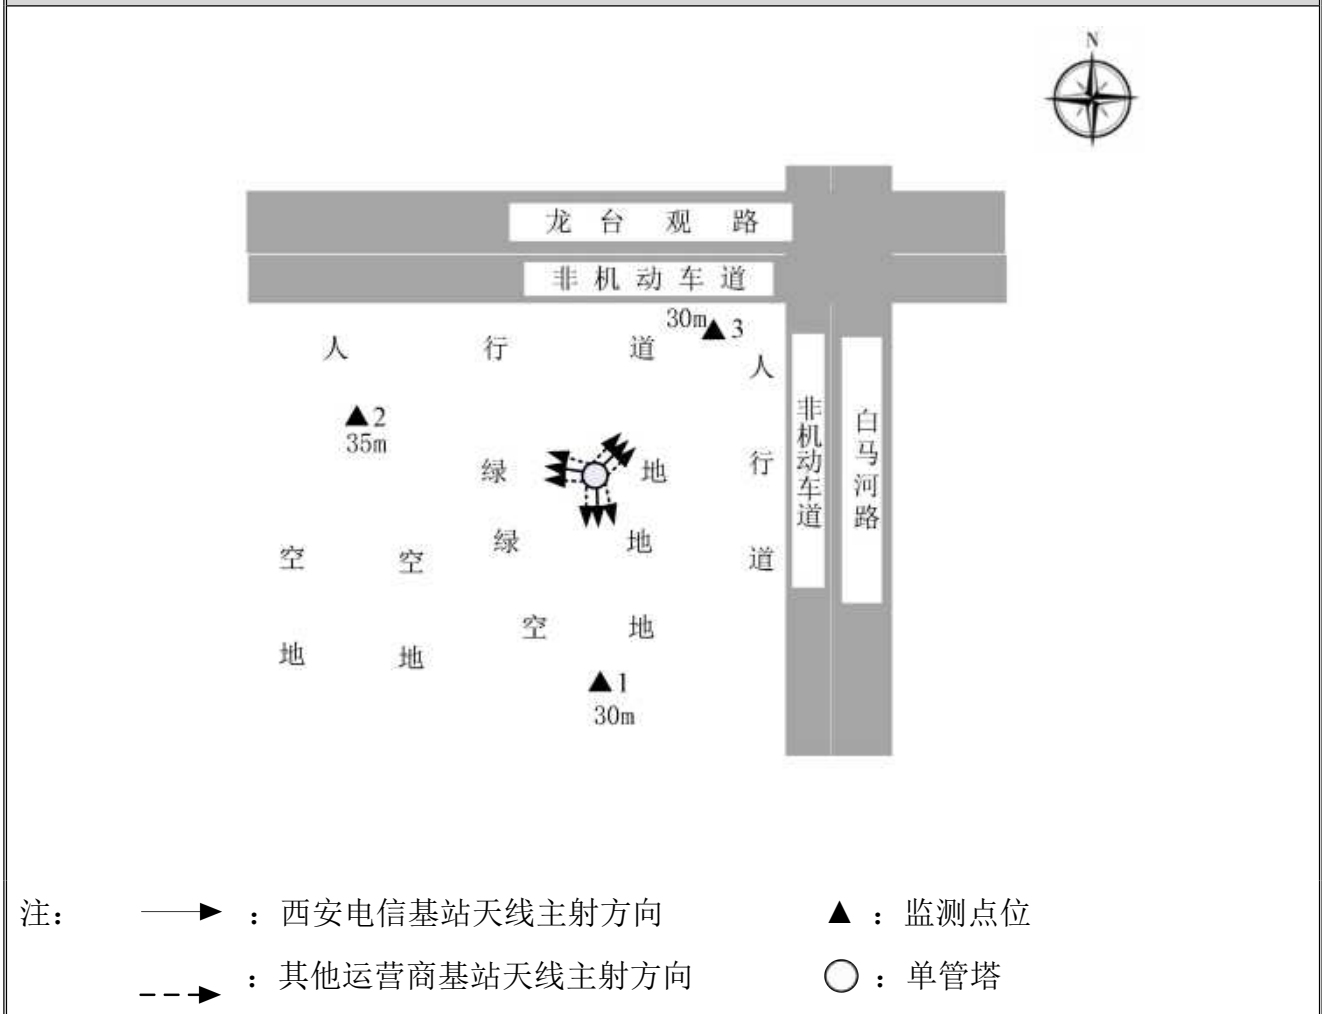 N
龙台观路
非机动车道
30m
▲3
人行道
人行道
▲2
35m
非机动车道
白马河路
绿地
绿地
空地
空地
空地
▲1
30m
注：
：西安电信基站天线主射方向
▲：监测点位
：其他运营商基站天线主射方向
：单管塔